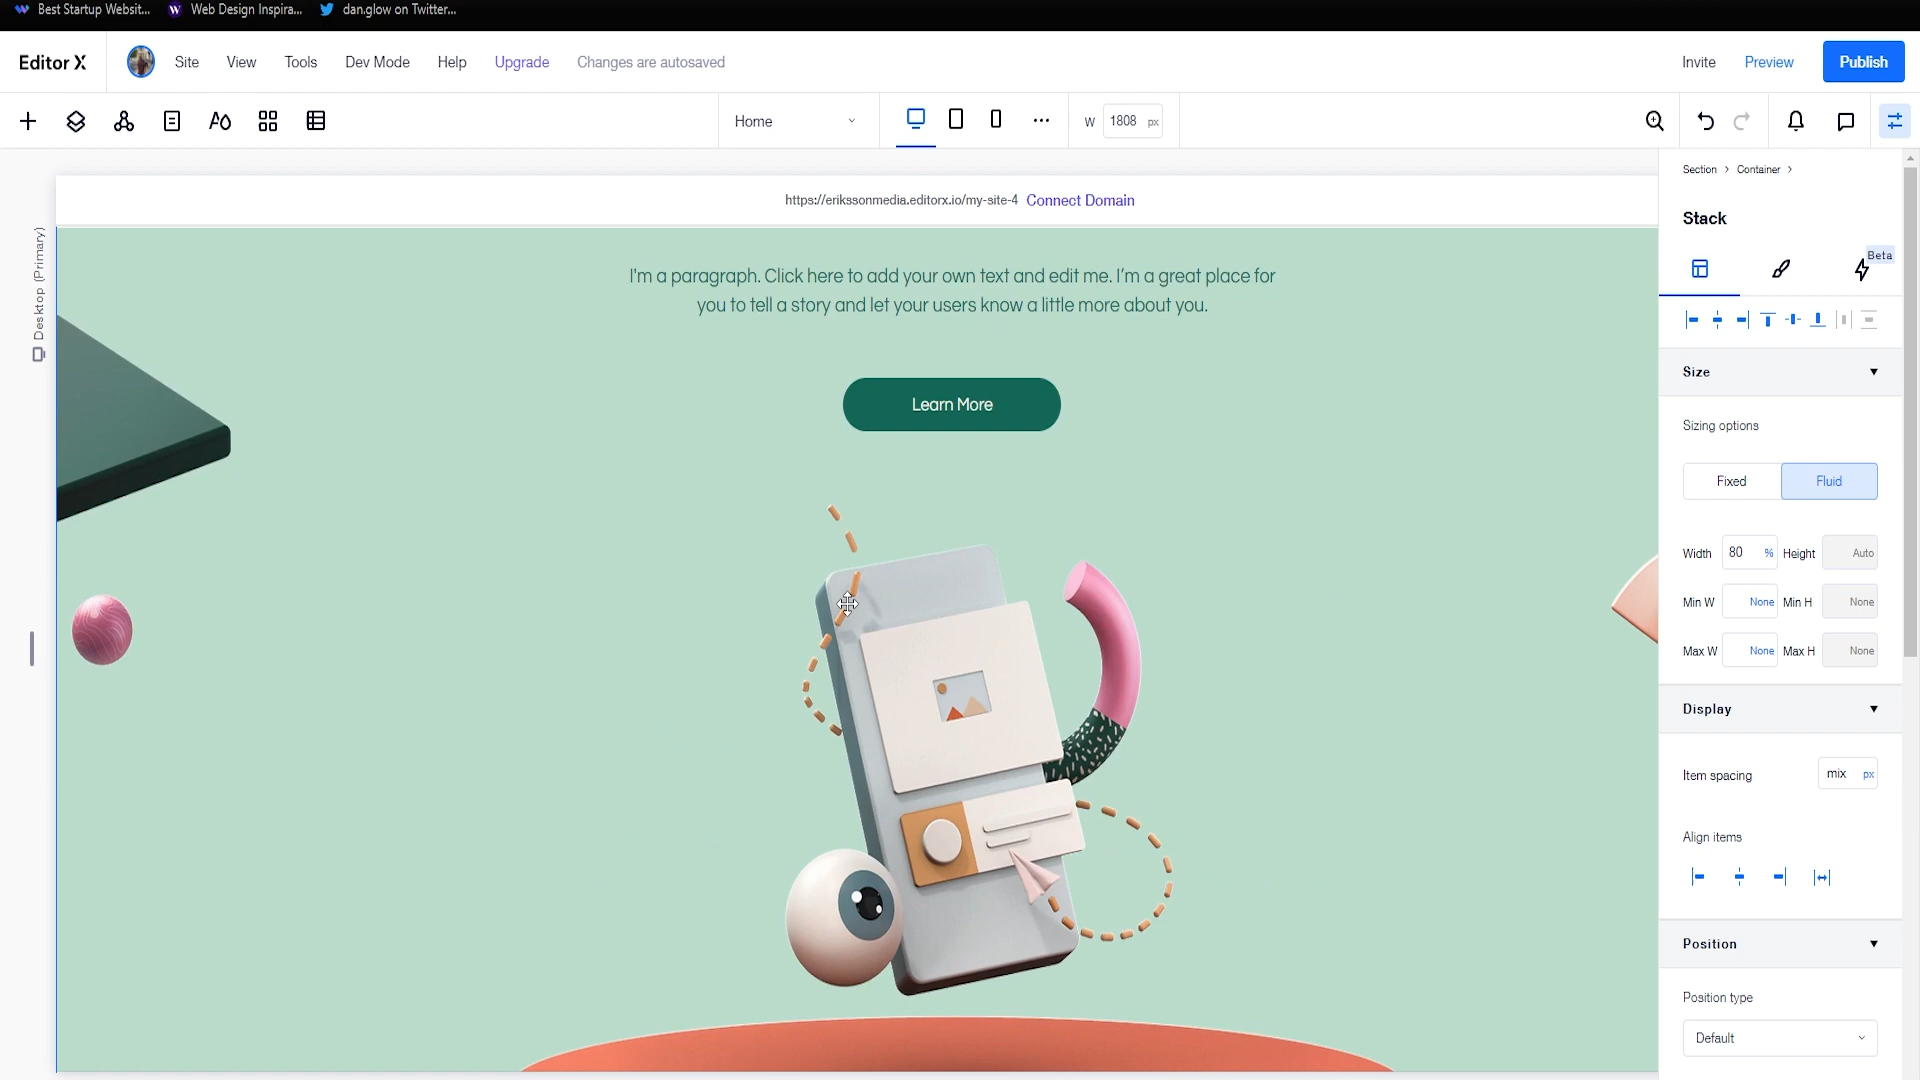 Best Startup Websit...
Web Design Inspira...
dan.glow on Twitter...
Editor X
Site
View
Tools
Dev Mode
Help
Upgrade
Changes are autosaved
Invite
Preview
Publish
Home
W
1808 px
Section > Container >
https://erikssonmedia.editorx.io/my-site-4 Connect Domain
Stack
Desktop (Primary)
Beta
I'm a paragraph. Click here to add your own text and edit me. I'm a great place for
you to tell a story and let your users know a little more about you.
Learn More
Size
Sizing options
Fixed
Fluid
Width 80 % Height Auto
Min W None Min H None
Max W None Max H None
Display
Item spacing mix px
Align items
Position
Position type
Default